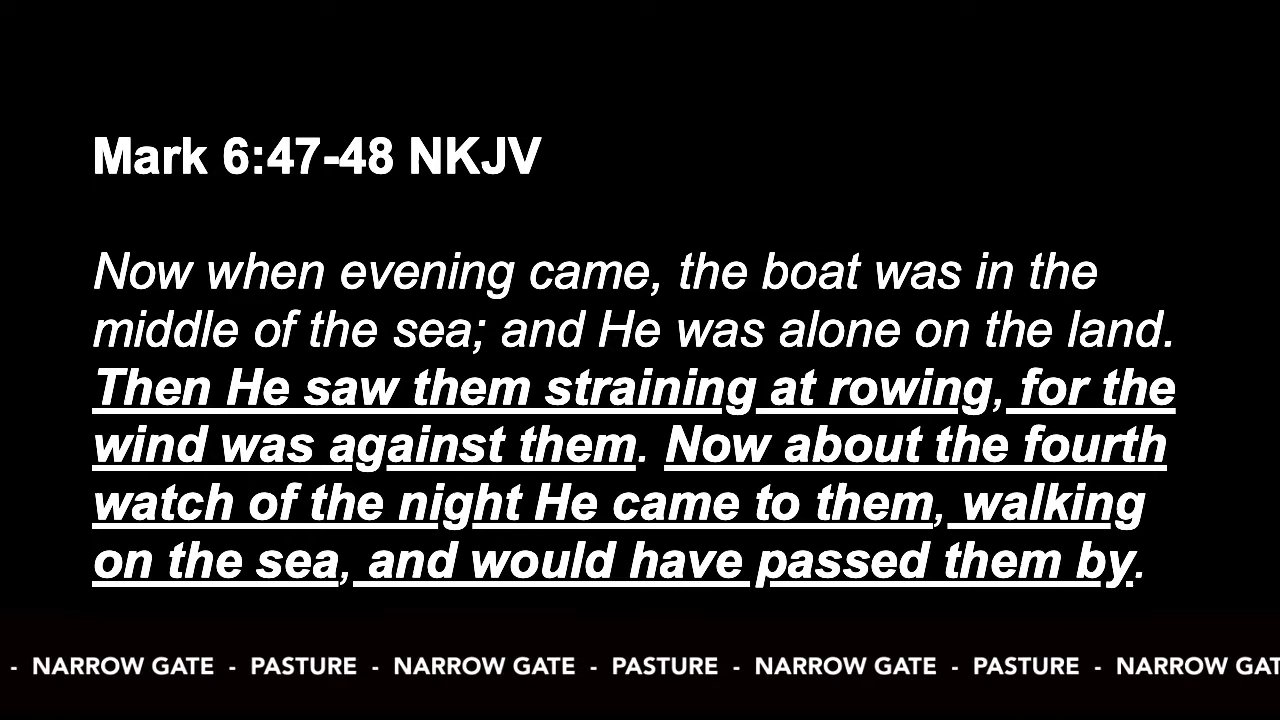 Mark 6:47-48 NKJV
Now when evening came, the boat was in the
middle of the sea; and He was alone on the land.
Then He saw them straining at rowing, for the
wind was against them. Now about the fourth
watch of the night He came to them, walking
on the sea, and would have passed them by.
- NARROW GATE - PASTURE - NARROW GATE - PASTURE - NARROW GATE - PASTURE - NARROW GAT